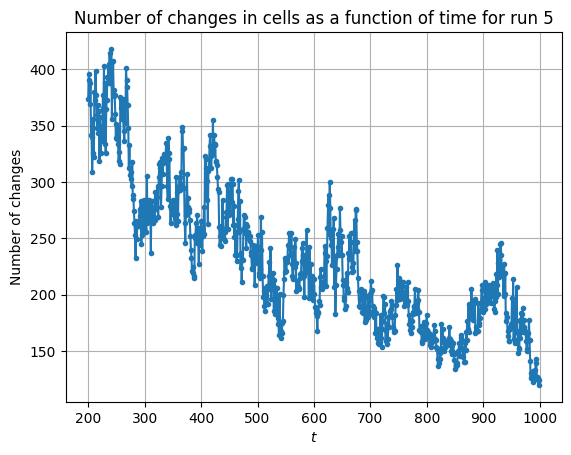 Number of changes in cells as a function of time for run 5
Number of changes
400
350
300
250
200
150
200 300 400 500 600 700 800 900 1000
t